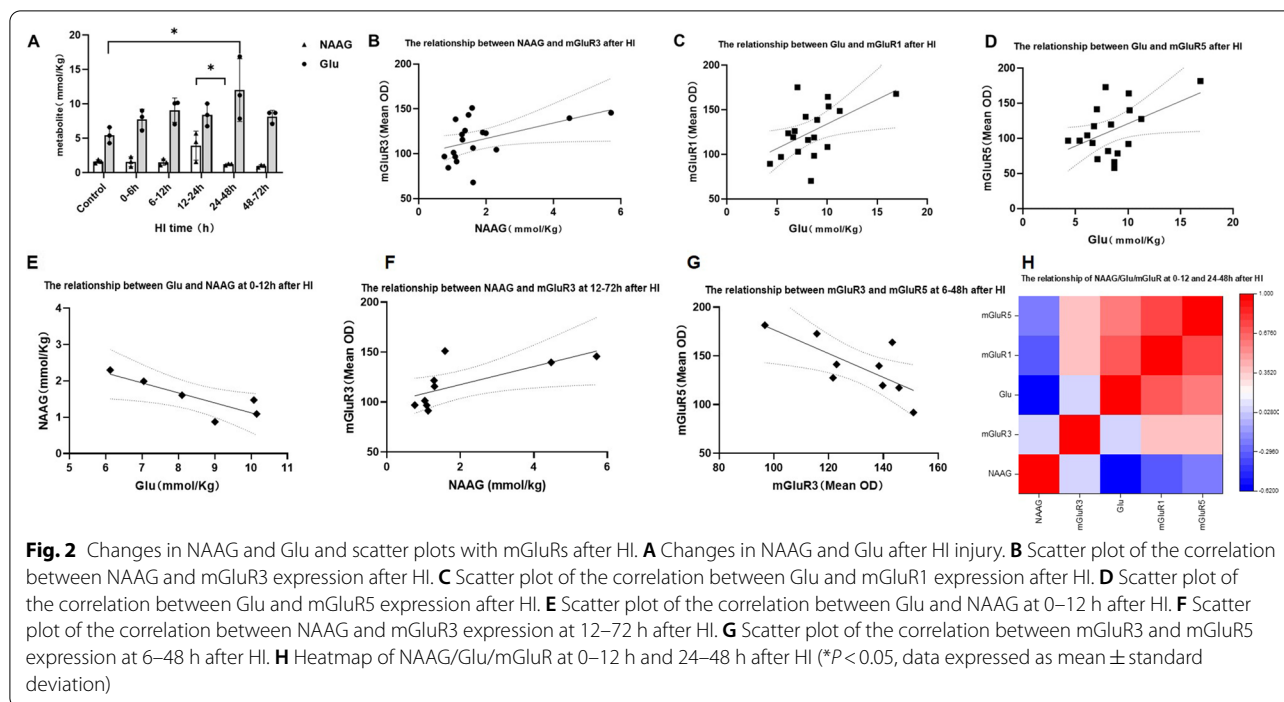 A
NAAG
Glu
*
*
metabolite(mmol/Kg)
20
15
10
5
0
Control
0-6h
6-12h
12-24h
24-48h
48-72h
HI time (h)
B
The relationship between NAAG and mGluR3 after HI
mGluR3(Mean OD)
200
150
100
50
0
2
4
6
NAAG(mmol/Kg)
C
The relationship between Glu and mGluR1 after HI
mGluR1(Mean OD)
200
150
100
50
0
5
10
15
20
Glu(mmol/Kg)
D
The relationship between Glu and mGluR5 after HI
mGluR5(Mean OD)
200
150
100
50
0
5
10
15
20
Glu(mmol/Kg)
E
The relationship between Glu and NAAG at 0-12h after HI
NAAG(mmol/Kg)
4
3
2
1
0
5
6
7
8
9
10
11
Glu(mmol/Kg)
F
The relationship between NAAG and mGluR3 at 12-72h after HI
mGluR3(Mean OD)
200
150
100
50
0
2
4
6
NAAG (mmol/kg)
G
The relationship between mGluR3 and mGluR5 at 6-48h after HI
mGluR5(Mean OD)
200
150
100
50
80
100
120
140
160
mGluR3(Mean OD)
H
The relationship of NAAG/Glu/mGluR at 0-12 and 24-48h after HI
mGluR5
mGluR1
Glu
mGluR3
NAAG
NAAG
mGluR3
Glu
mGluR1
mGluR5
1.000
0.6760
0.3520
0.02800
-0.2960
-0.6200
Fig. 2 Changes in NAAG and Glu and scatter plots with mGluRs after HI. A Changes in NAAG and Glu after HI injury. B Scatter plot of the correlation
between NAAG and mGluR3 expression after HI. C Scatter plot of the correlation between Glu and mGluR1 expression after HI. D Scatter plot of
the correlation between Glu and mGluR5 expression after HI. E Scatter plot of the correlation between Glu and NAAG at 0–12 h after HI. F Scatter
plot of the correlation between NAAG and mGluR3 expression at 12–72 h after HI. G Scatter plot of the correlation between mGluR3 and mGluR5
expression at 6–48 h after HI. H Heatmap of NAAG/Glu/mGluR at 0–12 h and 24–48 h after HI (*P < 0.05, data expressed as mean ± standard
deviation)